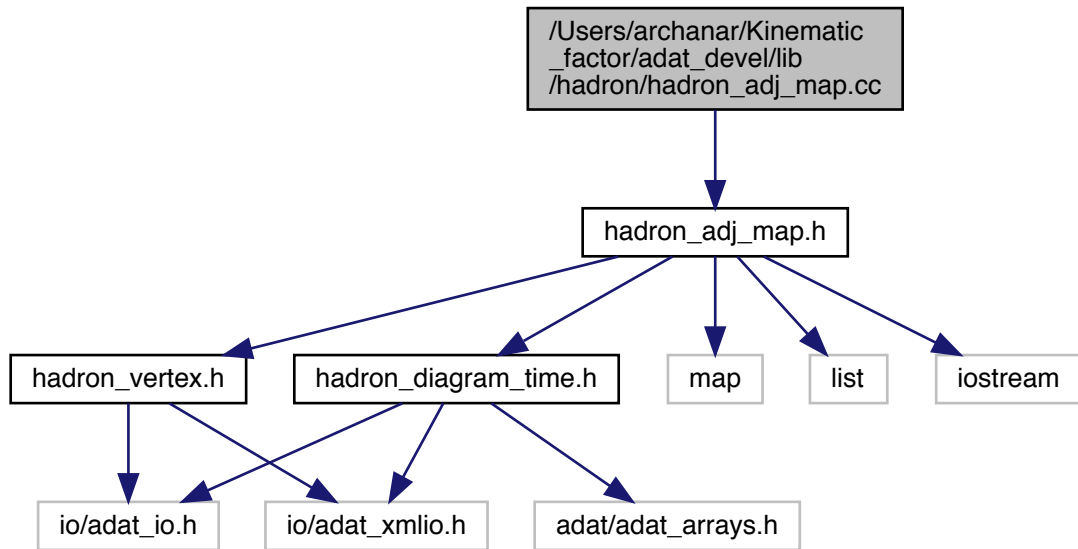 /Users/archanar/Kinematic
_factor/adat_devel/lib
/hadron/hadron_adj_map.cc
hadron_adj_map.h
hadron_vertex.h
hadron_diagram_time.h
map
list
iostream
io/adat_io.h
io/adat_xmlio.h
adat/adat_arrays.h